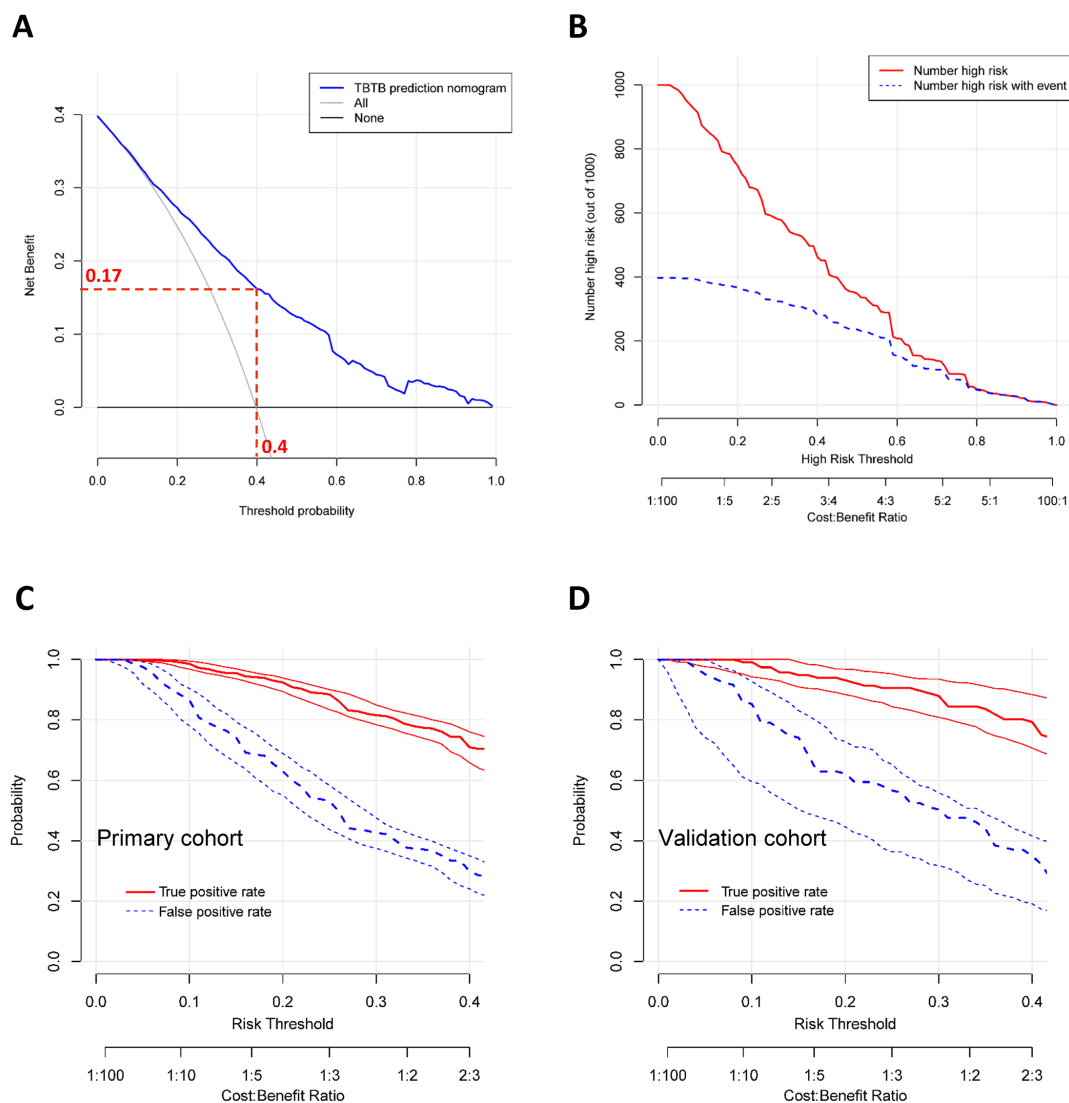 A
TBTB prediction nomogram
All
None
Net Benefit
0.4
0.3
0.2
0.1
0.0
0.17
0.4
0.0 0.2 0.4 0.6 0.8 1.0
Threshold probability
B
Number high risk
Number high risk with event
Number high risk (out of 1000)
1000
800
600
400
200
0
0.0 0.2 0.4 0.6 0.8 1.0
High Risk Threshold
1:100 1:5 2:5 3:4 4:3 5:2 5:1 100:1
Cost:Benefit Ratio
C
Probability
1.0
0.8
0.6
0.4
0.2
0.0
Primary cohort
True positive rate
False positive rate
0.0 0.1 0.2 0.3 0.4
Risk Threshold
1:100 1:10 1:5 1:3 1:2 2:3
Cost:Benefit Ratio
D
Probability
1.0
0.8
0.6
0.4
0.2
0.0
Validation cohort
True positive rate
False positive rate
0.0 0.1 0.2 0.3 0.4
Risk Threshold
1:100 1:10 1:5 1:3 1:2 2:3
Cost:Benefit Ratio